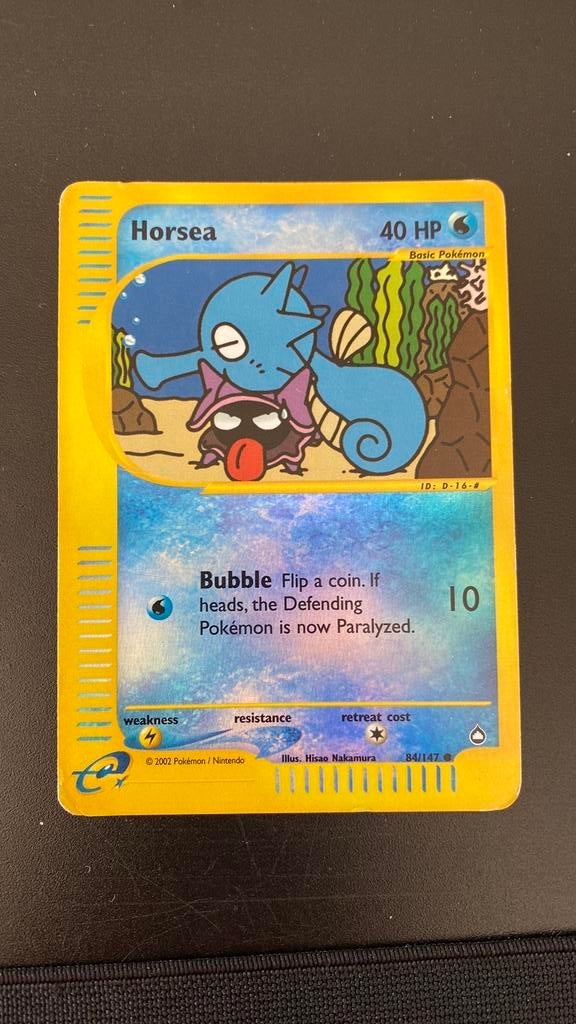 Horsea 40 HP
Basic Pokémon
ID: D-16-#
Bubble Flip a coin. If
heads, the Defending
Pokémon is now Paralyzed.
10
weakness resistance retreat cost
© 2002 Pokémon / Nintendo Illus. Hisao Nakamura 84/147 ●
e